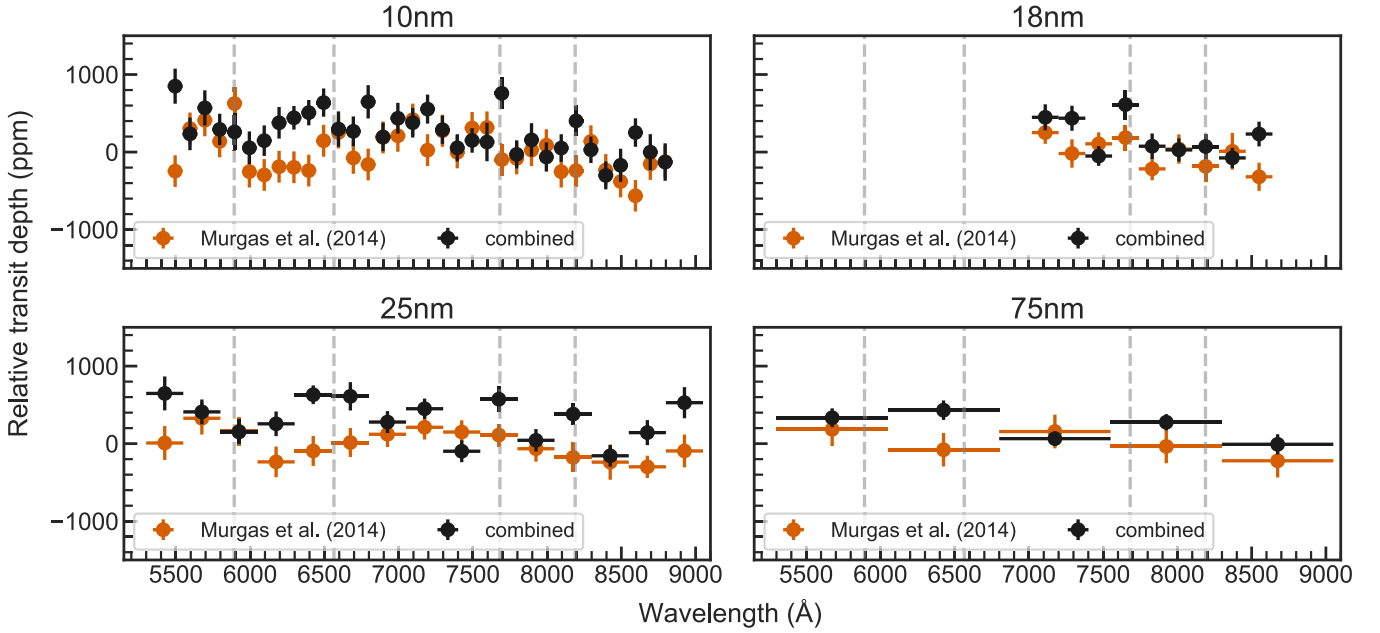 10nm
18nm
Relative transit depth (ppm)
1000
0
−1000
Murgas et al. (2014)
combined
Murgas et al. (2014)
combined
25nm
75nm
1000
0
−1000
Murgas et al. (2014)
combined
Murgas et al. (2014)
combined
5500 6000 6500 7000 7500 8000 8500 9000
5500 6000 6500 7000 7500 8000 8500 9000
Wavelength (Å)